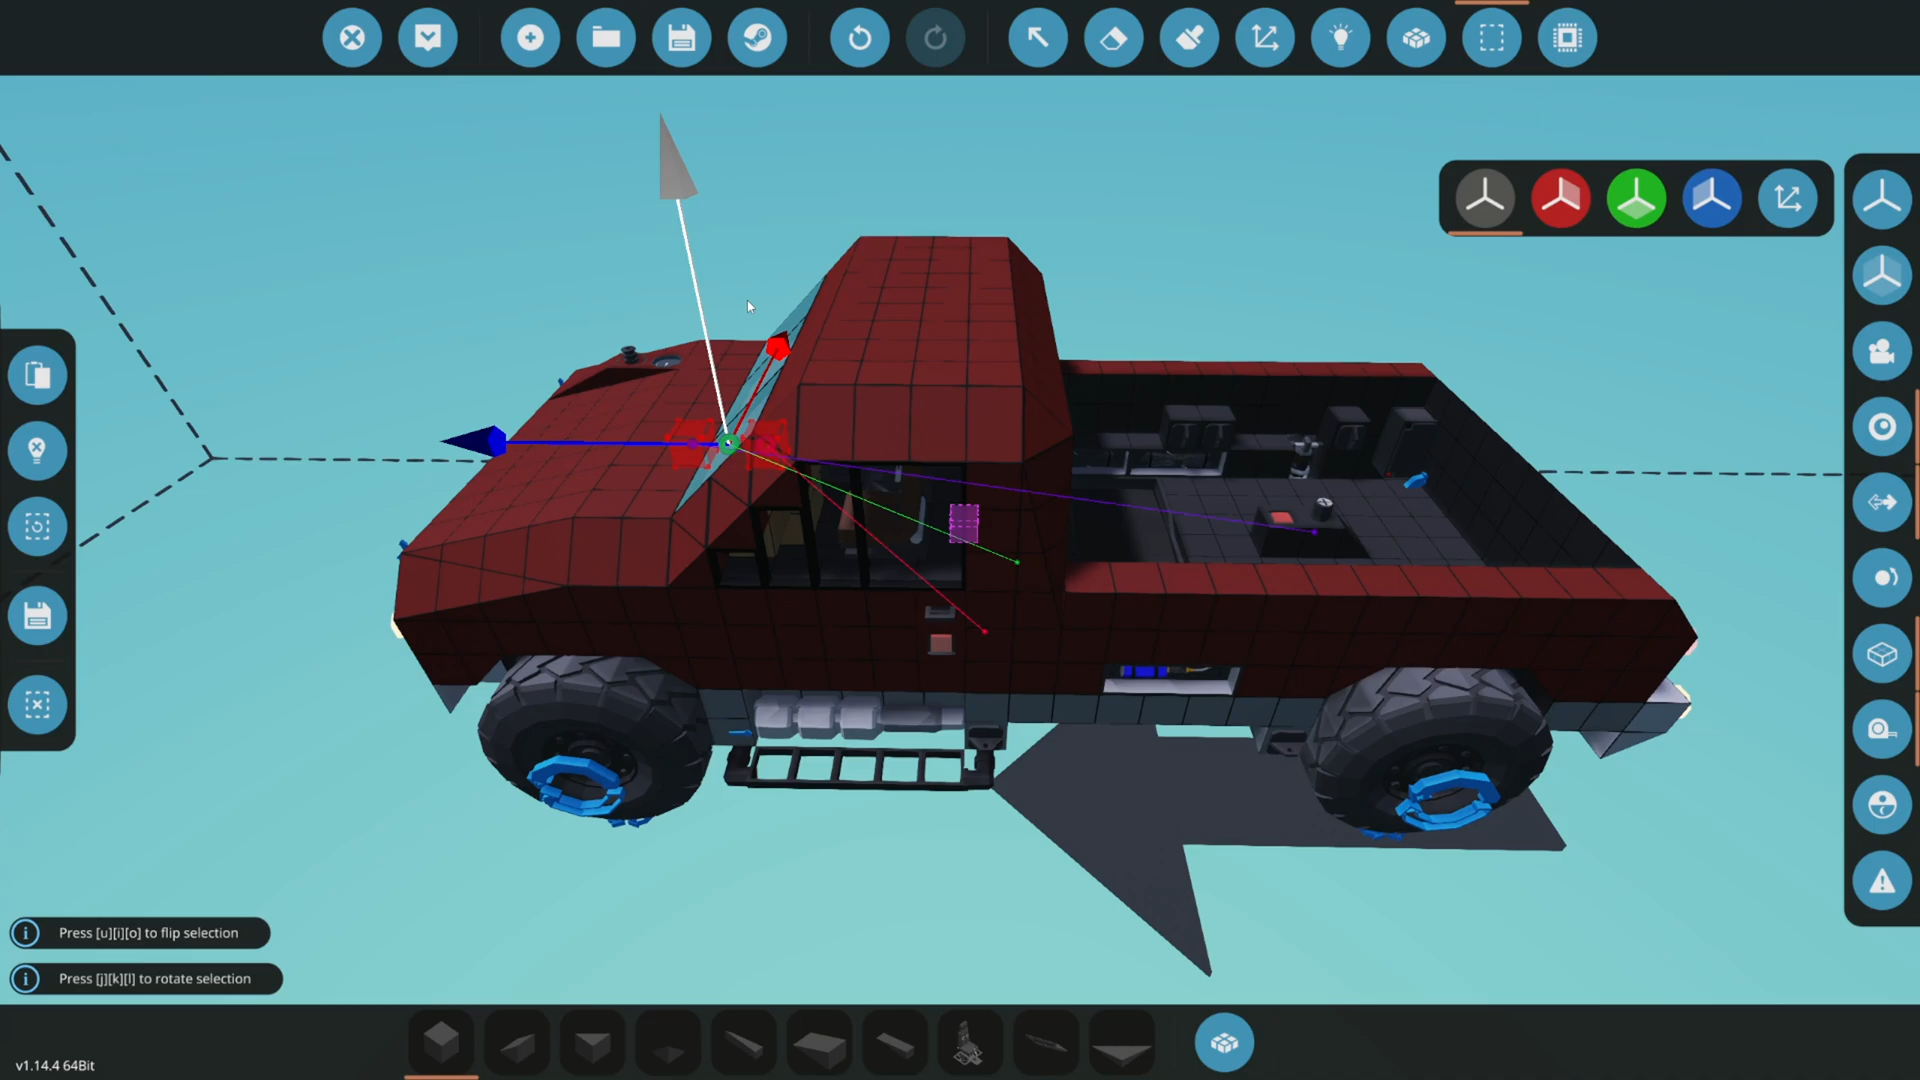 Press [u][i][o] to flip selection
Press [j][k][l] to rotate selection
v1.14.4 64Bit